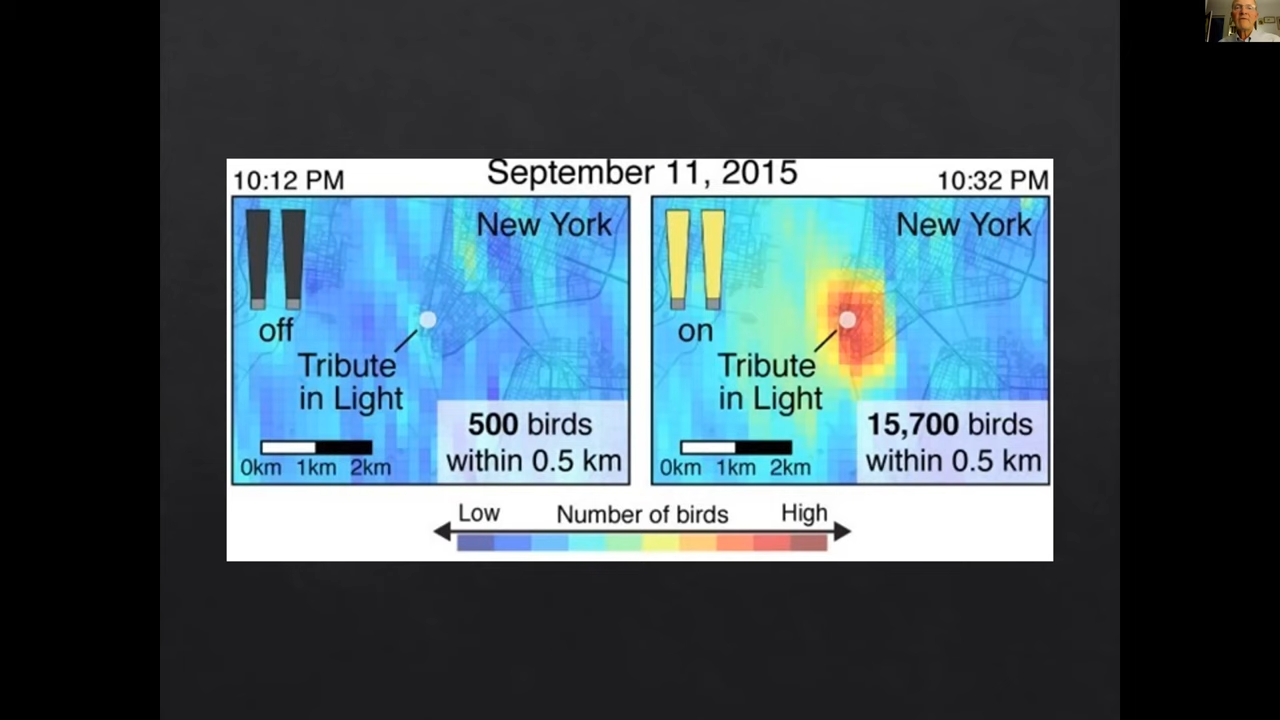 September 11, 2015
10:12 PM
10:32 PM
New York
off
Tribute
in Light
500 birds
within 0.5 km
0km 1km 2km
New York
on
Tribute
in Light
15,700 birds
within 0.5 km
0km 1km 2km
Low Number of birds High